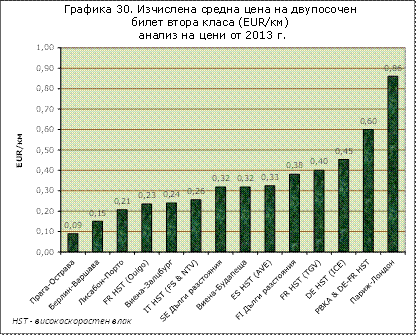 Графика 30. Изчислена средна цена на двупосочен
билет втора класа (EUR/км)
анализ на цени от 2013 г.
1,00
0,90
0,80
0,70
0,60
0,50
0,40
0,30
0,20
0,10
0,00
EUR/км
0,09
0,15
0,21
0,23
0,24
0,26
0,32
0,32
0,33
0,38
0,40
0,45
0,60
0,86
Прага-Острава
Берлин-Варшава
Лисабон-Порто
FR HST (Ouigo)
Виена-Залцбург
IT HST (FS & NTV)
SE Дълги разстояния
Виена-Будапеща
ES HST (AVE)
FI Дълги разстояния
FR HST (TGV)
DE HST (ICE)
PBKA & DE-FR HST
Париж-Лондон
HST - високоскоростен влак